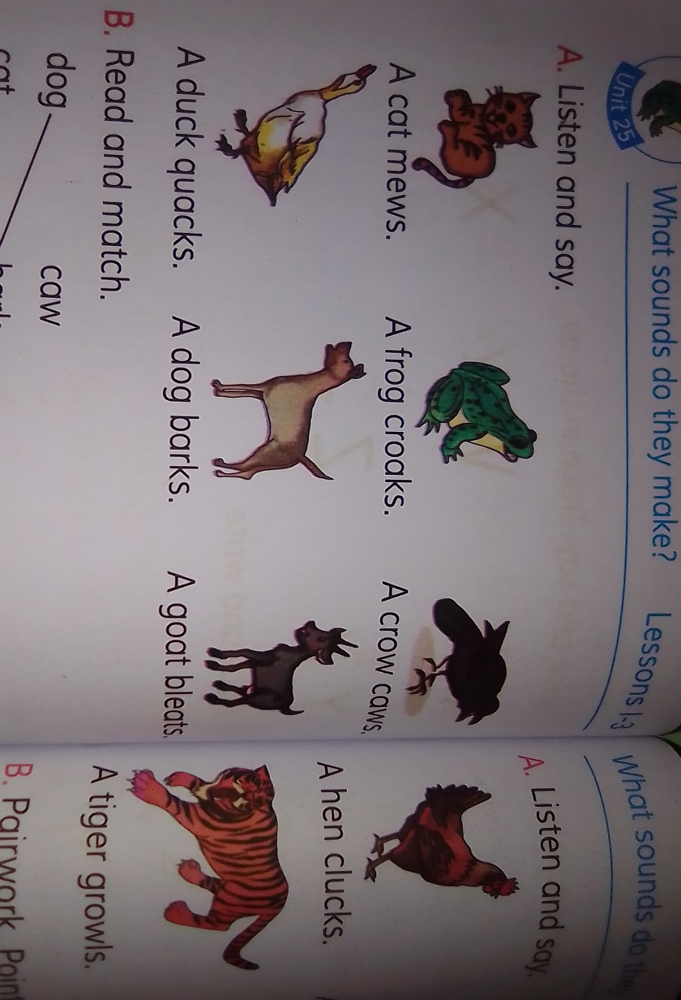 Unit 25
What sounds do they make? Lessons 1-3
A. Listen and say.
A cat mews. A frog croaks. A crow caws.
A duck quacks. A dog barks. A goat bleats.
B. Read and match.
dog caw
cat
What sounds do
A. Listen and say.
A hen clucks.
A tiger growls.
B. Pairwork.